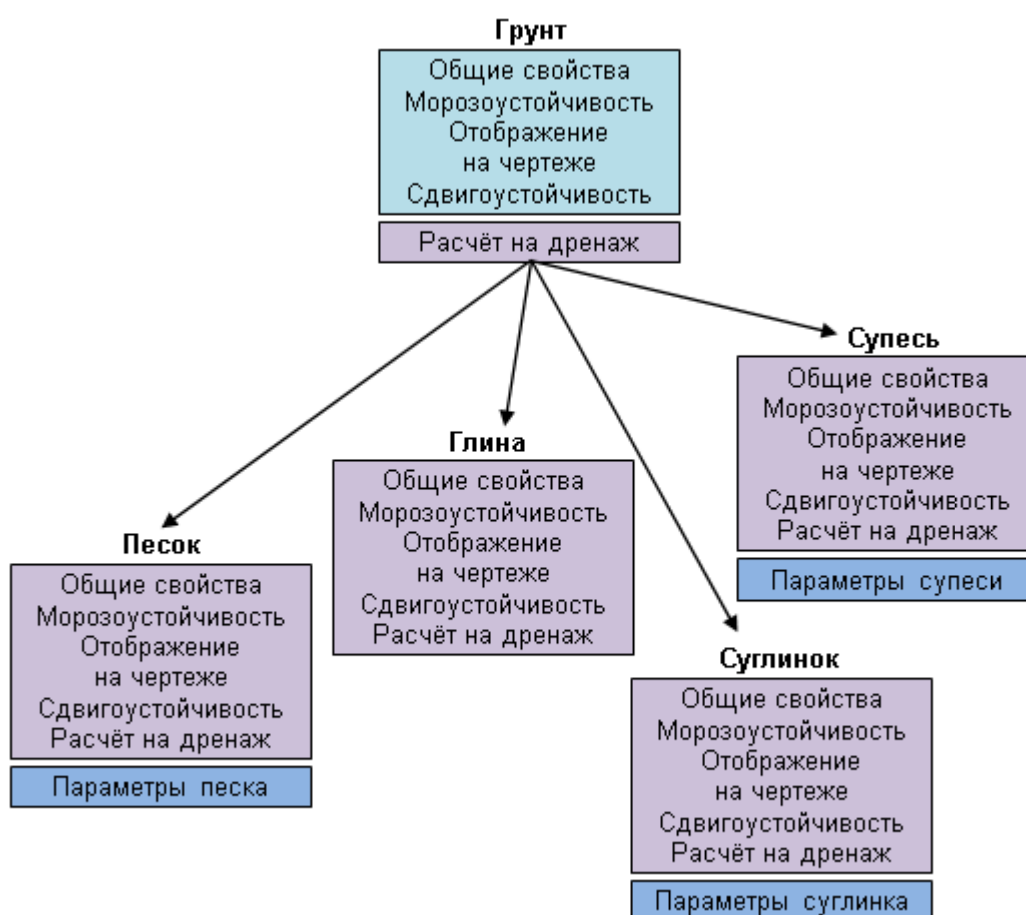 Грунт
Общие свойства
Морозоустойчивость
Отображение
на чертеже
Сдвигоустойчивость
Расчёт на дренаж
Супесь
Общие свойства
Морозоустойчивость
Отображение
на чертеже
Сдвигоустойчивость
Расчёт на дренаж
Параметры супеси
Глина
Общие свойства
Морозоустойчивость
Отображение
на чертеже
Сдвигоустойчивость
Расчёт на дренаж
Песок
Общие свойства
Морозоустойчивость
Отображение
на чертеже
Сдвигоустойчивость
Расчёт на дренаж
Параметры песка
Суглинок
Общие свойства
Морозоустойчивость
Отображение
на чертеже
Сдвигоустойчивость
Расчёт на дренаж
Параметры суглинка